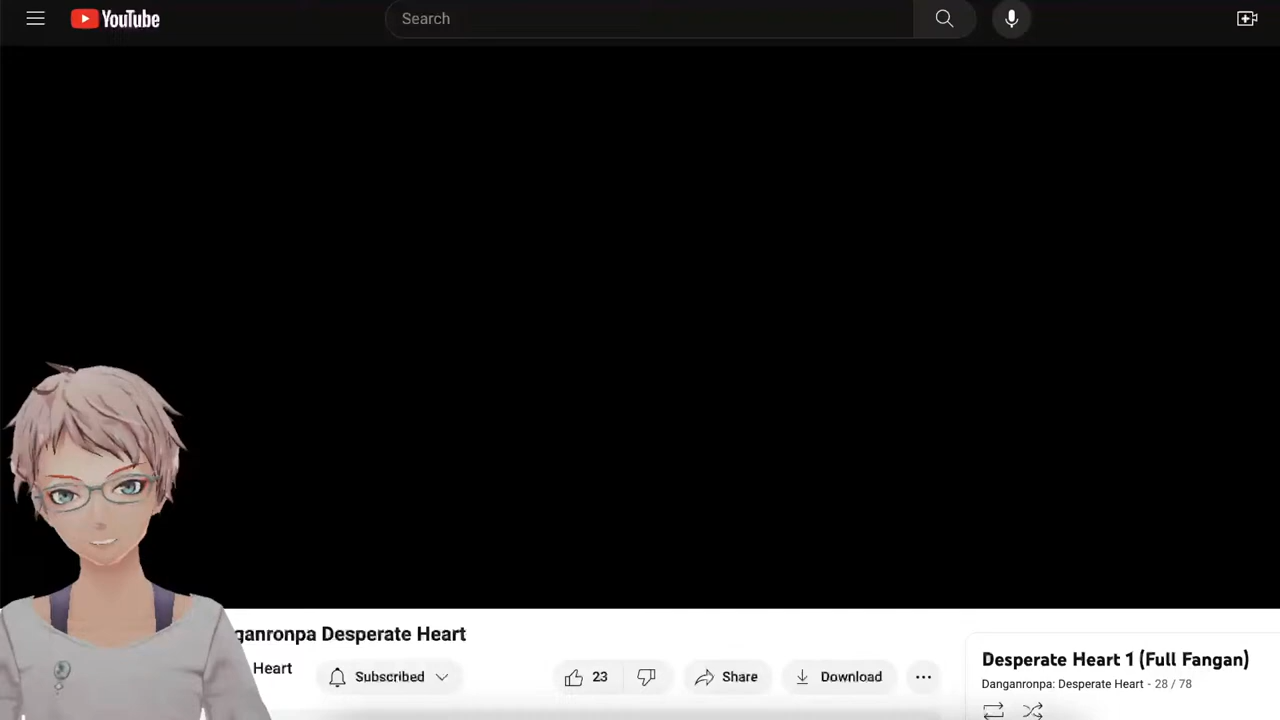 YouTube
Search
ganronpa Desperate Heart
Heart
Subscribed
23
Share
Download
Desperate Heart 1 (Full Fangan)
Danganronpa: Desperate Heart - 28 / 78